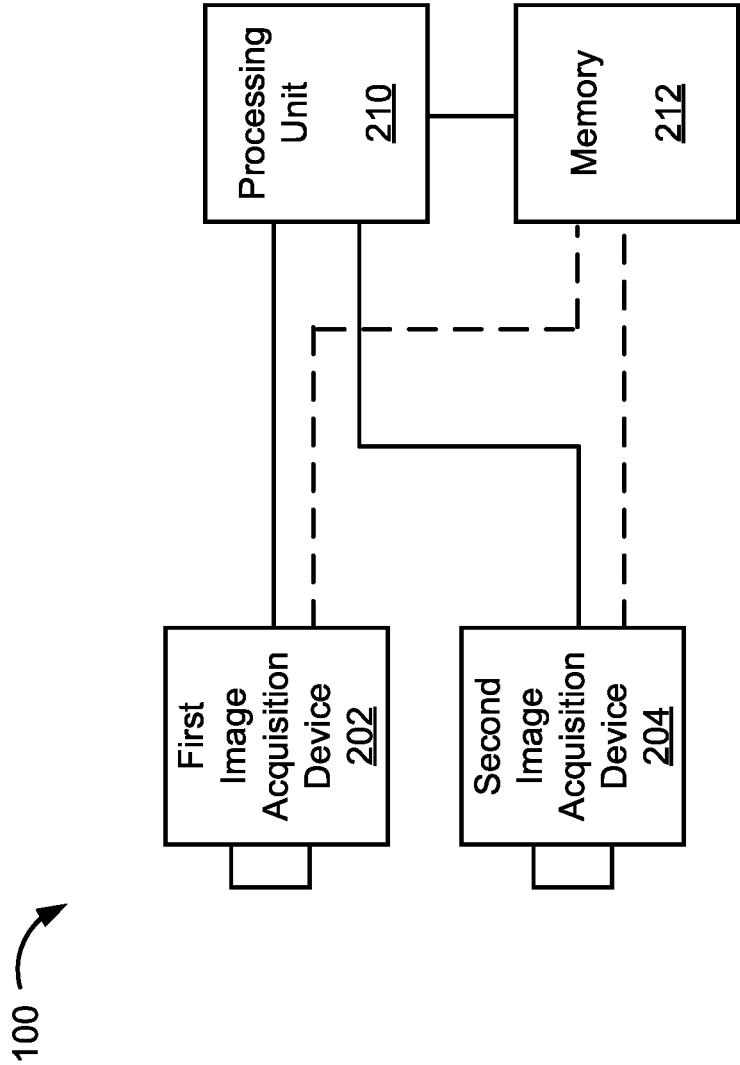 100
First
Image
Acquisition
Device
202
Second
Image
Acquisition
Device
204
Processing
Unit
210
Memory
212